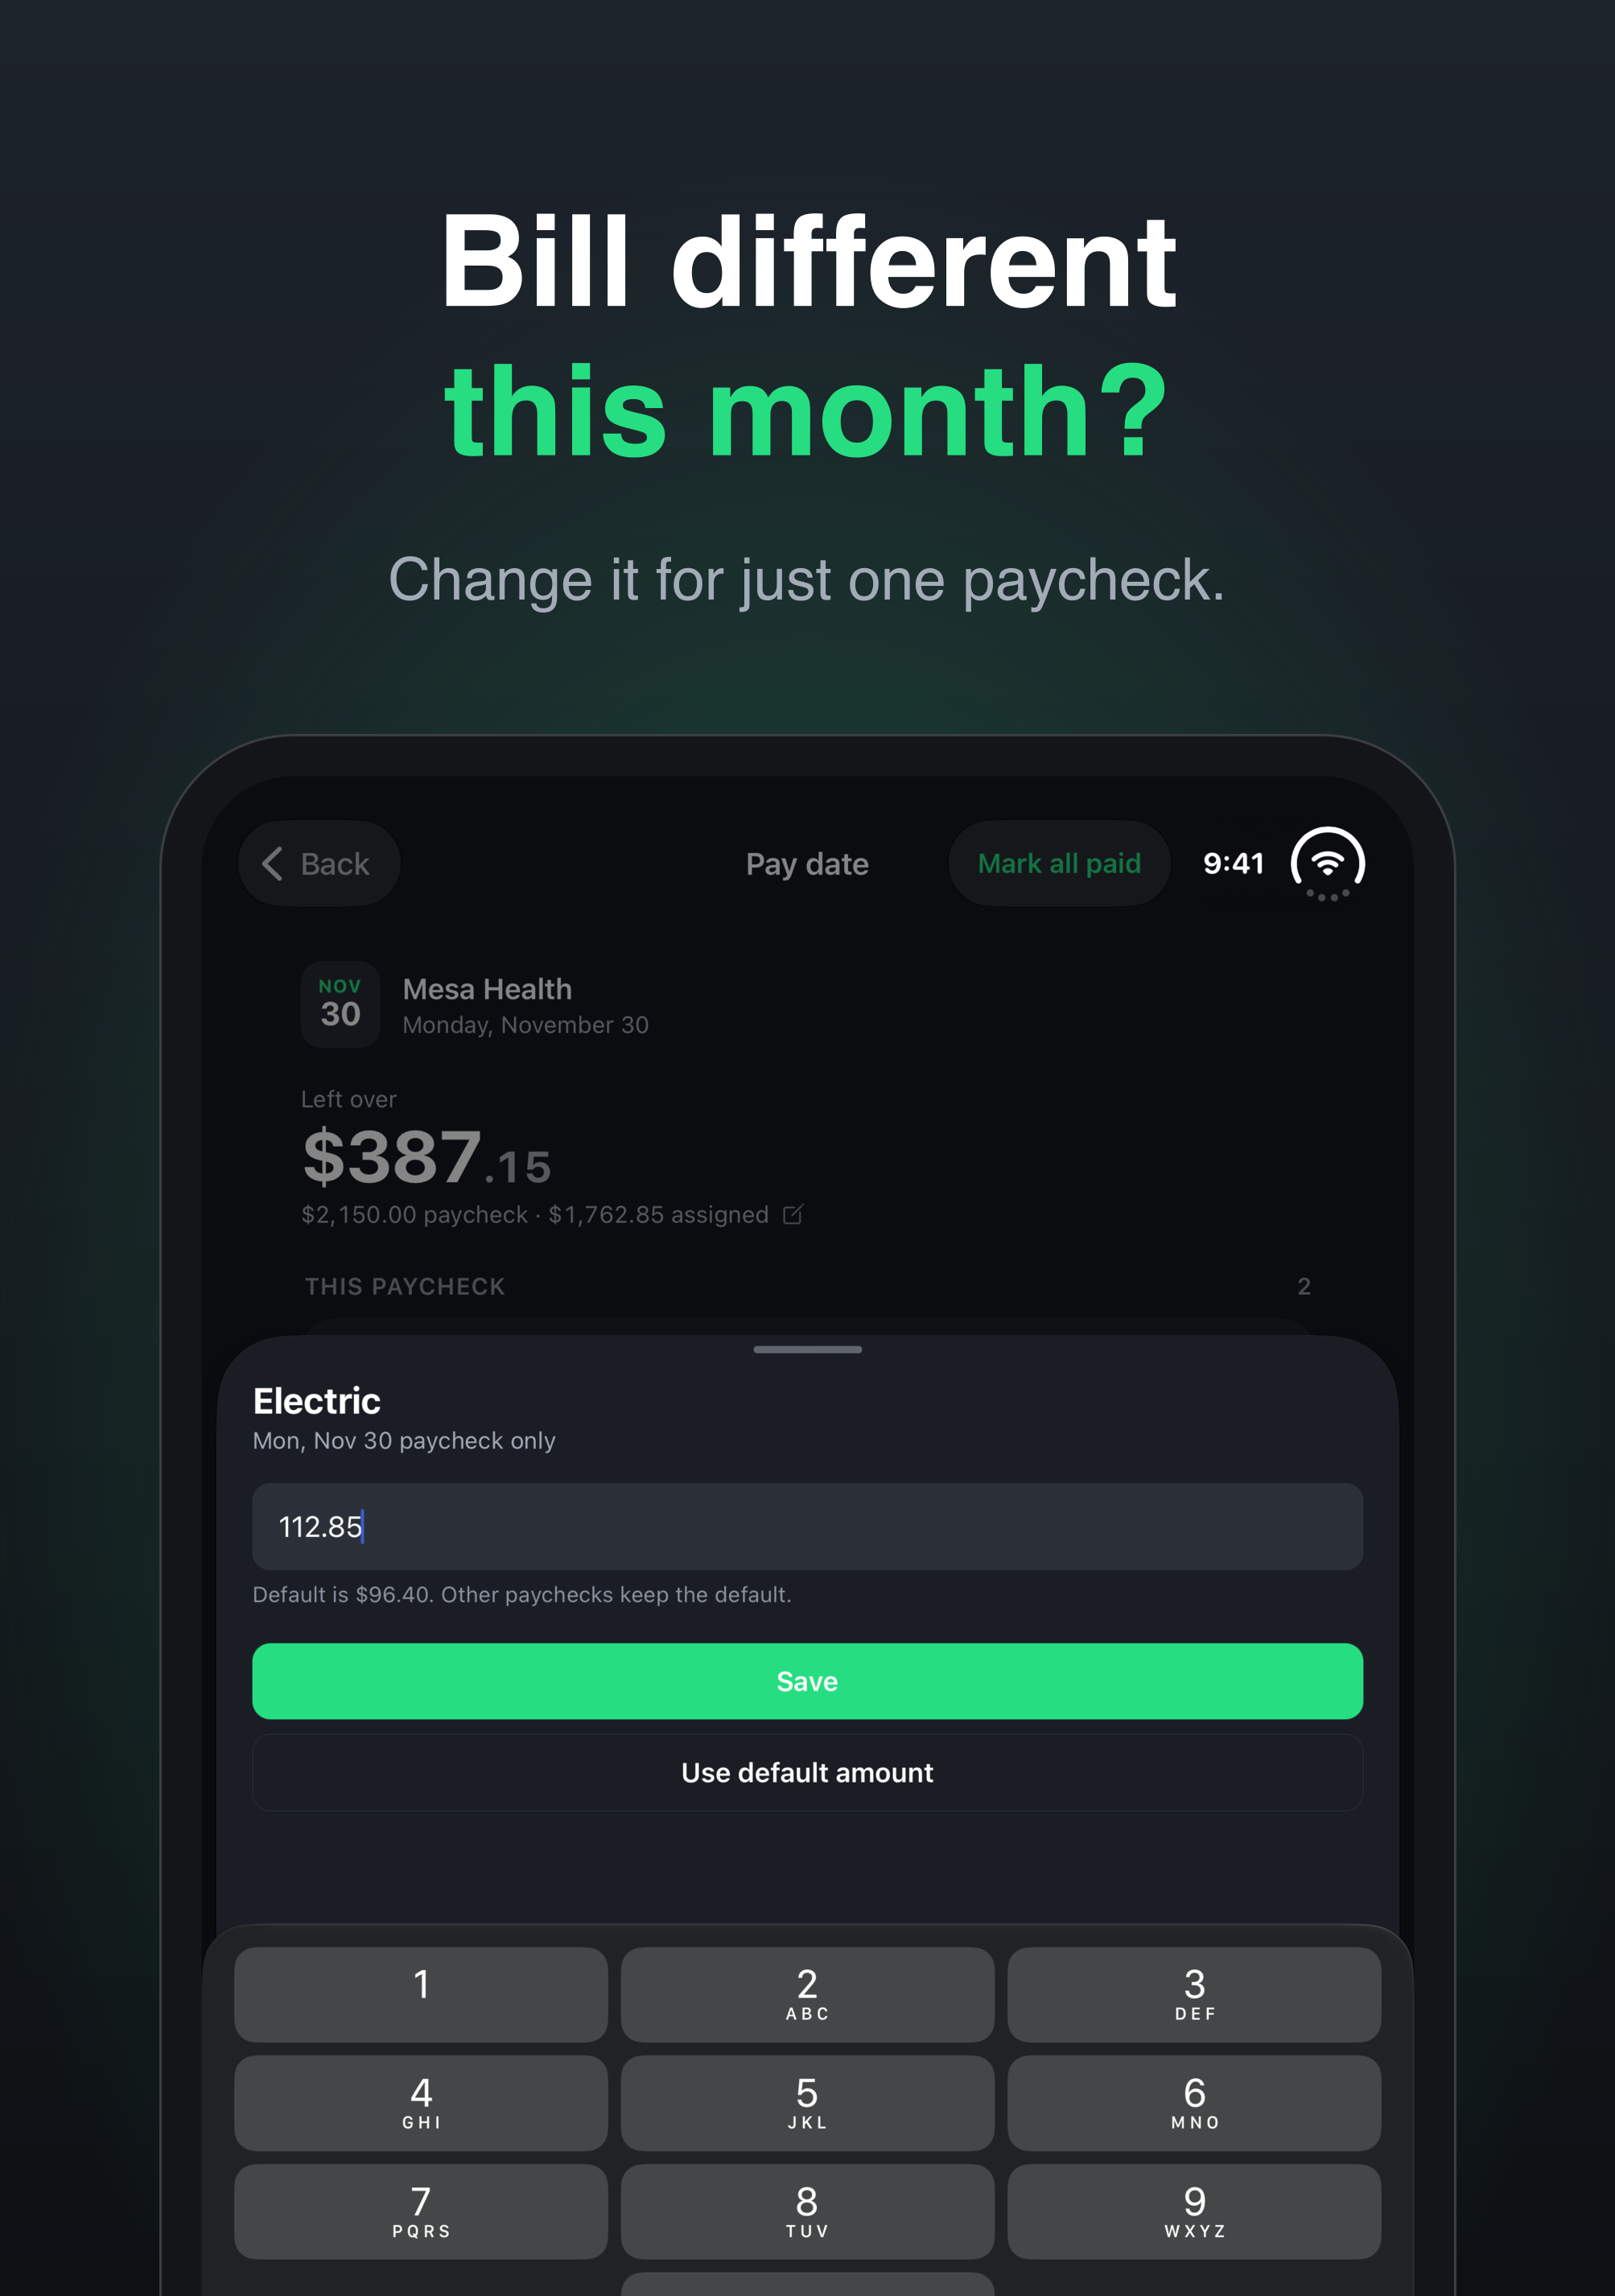 Bill different
this month?
Change it for just one paycheck.
Back
Pay date
Mark all paid
9:41
NOV
30
Mesa Health
Monday, November 30
Left over
$387.15
$2,150.00 paycheck · $1,762.85 assigned
THIS PAYCHECK 2
Electric
Mon, Nov 30 paycheck only
112.85
Default is $96.40. Other paychecks keep the default.
Save
Use default amount
1 2 3
ABC DEF
4 5 6
GHI JKL MNO
7 8 9
PQRS TUV WXYZ